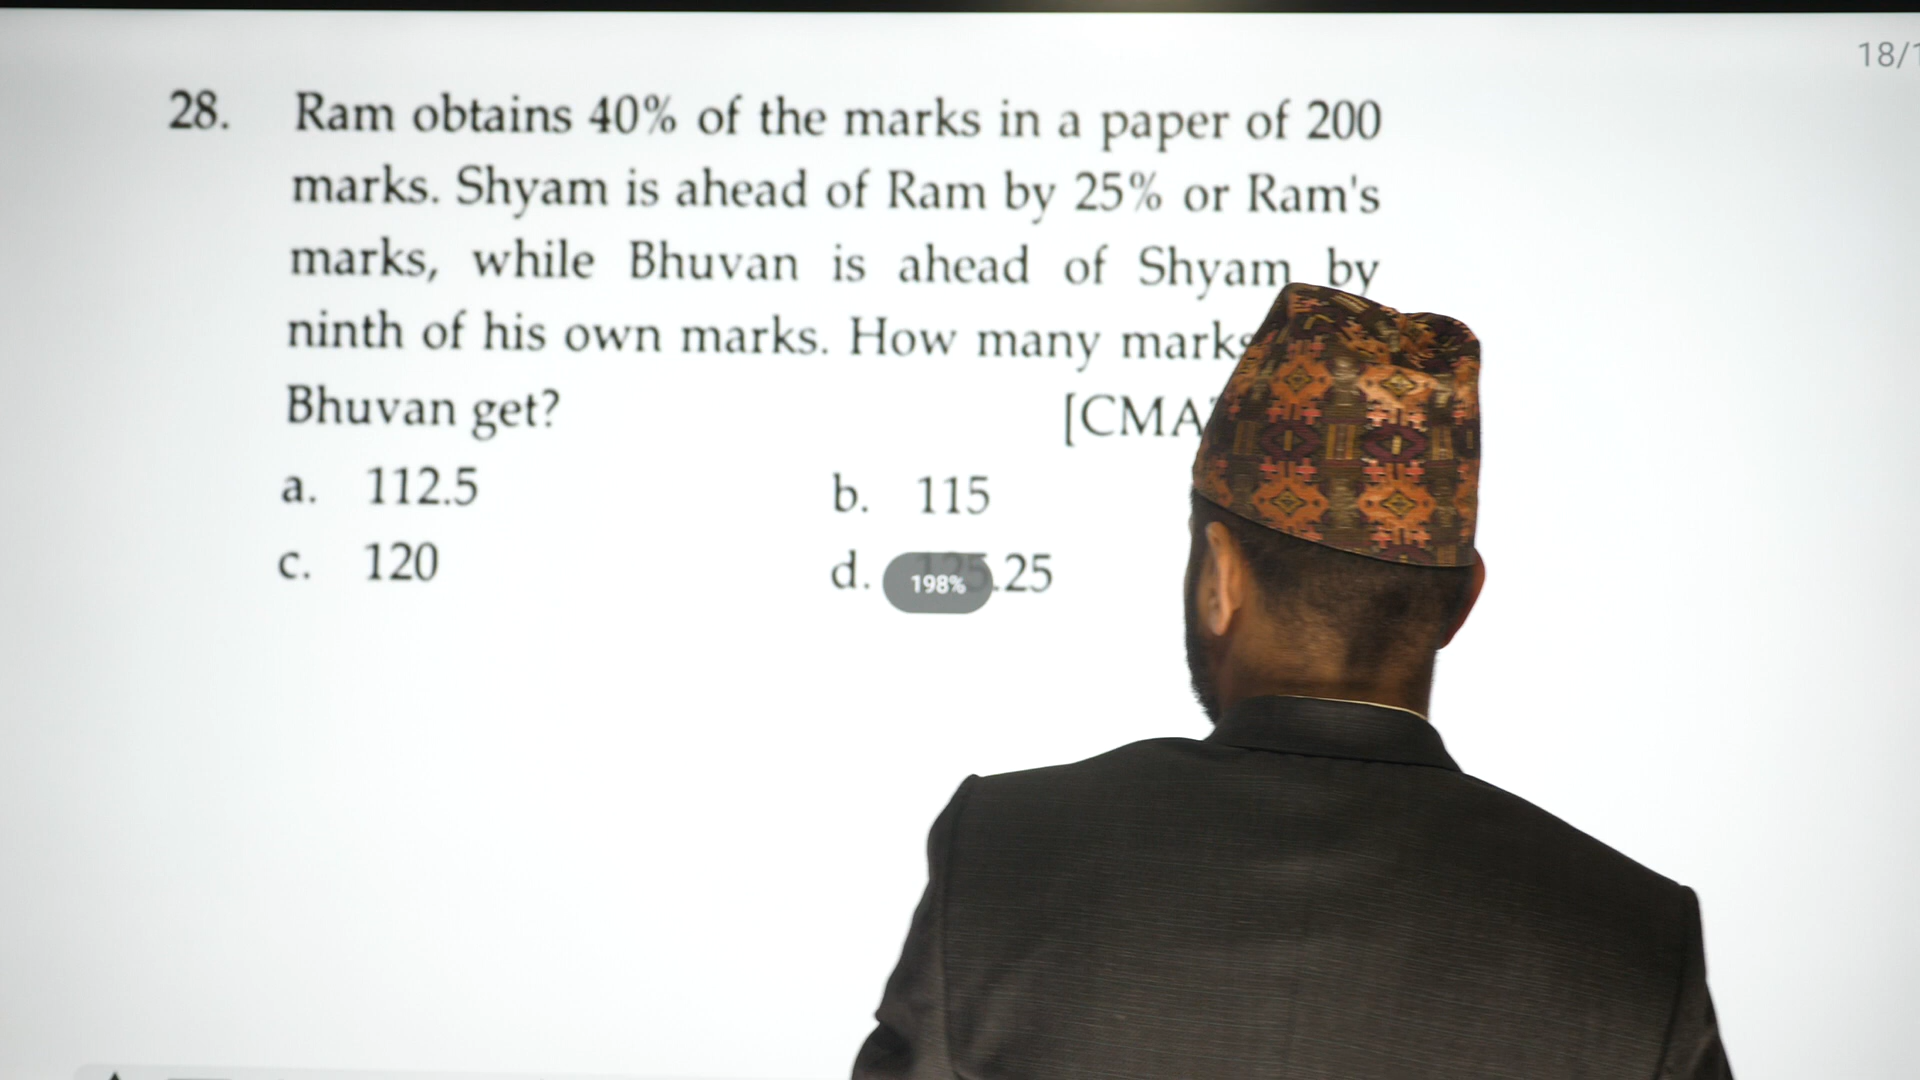 18/1
28. Ram obtains 40% of the marks in a paper of 200
marks. Shyam is ahead of Ram by 25% or Ram's
marks, while Bhuvan is ahead of Shyam by
ninth of his own marks. How many marks
Bhuvan get?
[CMA
a. 112.5
b. 115
c. 120
d. .25
198%